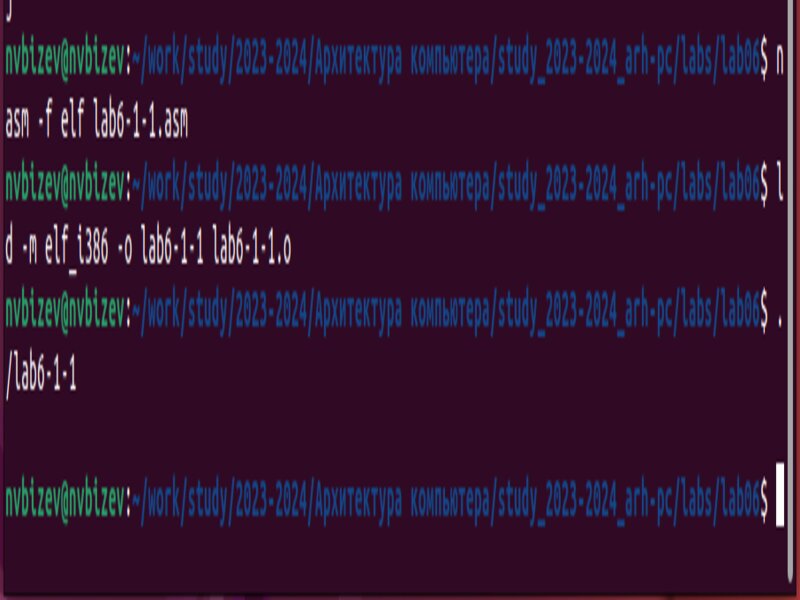 j
nvbizev@nvbizev:~/work/study/2023-2024/Архитектура компьютера/study_2023-2024_arh-pc/labs/lab06$ n
asm -f elf lab6-1-1.asm
nvbizev@nvbizev:~/work/study/2023-2024/Архитектура компьютера/study_2023-2024_arh-pc/labs/lab06$ l
d -m elf_i386 -o lab6-1-1 lab6-1-1.o
nvbizev@nvbizev:~/work/study/2023-2024/Архитектура компьютера/study_2023-2024_arh-pc/labs/lab06$ .
/lab6-1-1
nvbizev@nvbizev:~/work/study/2023-2024/Архитектура компьютера/study_2023-2024_arh-pc/labs/lab06$